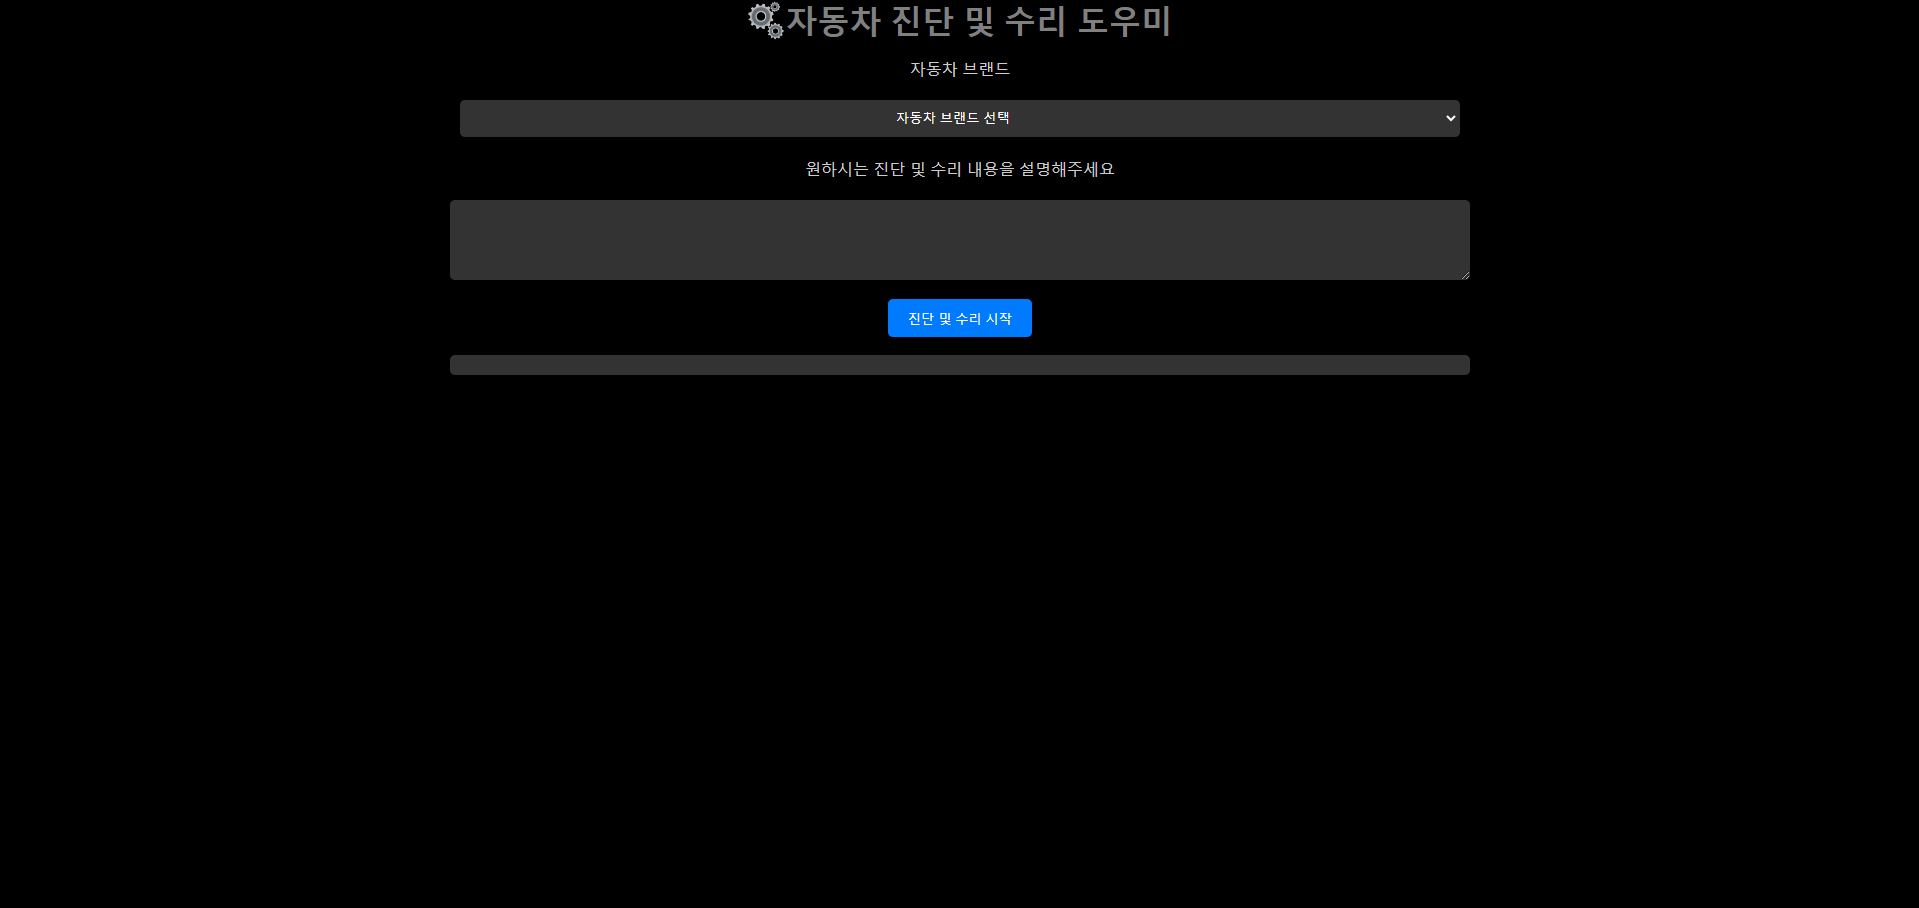 자동차 진단 및 수리 도우미
자동차 브랜드
자동차 브랜드 선택
원하시는 진단 및 수리 내용을 설명해주세요
진단 및 수리 시작